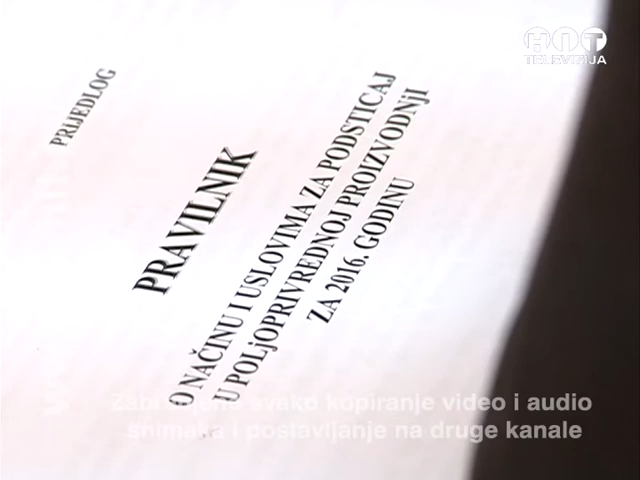 HIT
TELEVIZIJA
PRIJEDLOG
PRAVILNIK
O NAČINU I USLOVIMA ZA PODSTICAJ
U POLjOPRIVREDNOJ PROIZVODNjI
ZA 2016. GODINU
svako kopiranje video i audio
snimaka i postavljanje na druge kanale